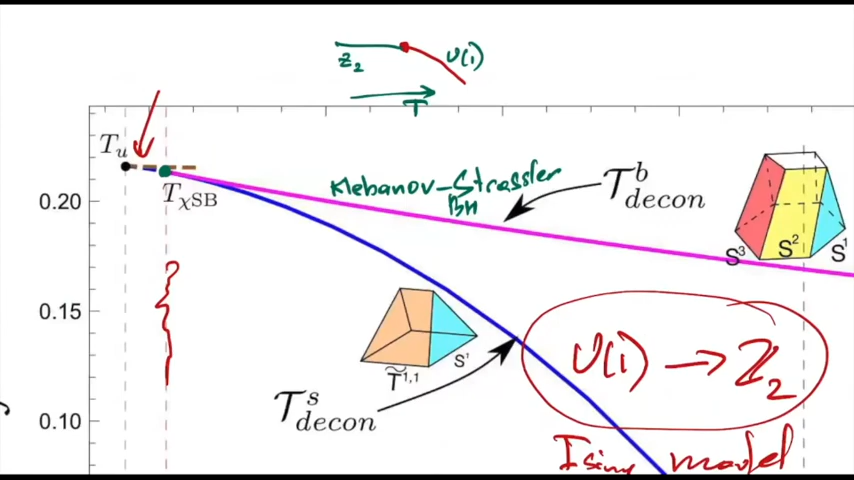 Z₂
U(1)
T
T_u
0.20
T_χSB
Klebanov-Strassler
BH
𝒯^b_decon
S³ S² S¹
0.15
T̃^1,1 S¹
U(1) → ℤ₂
𝒯^s_decon
0.10
Ising model